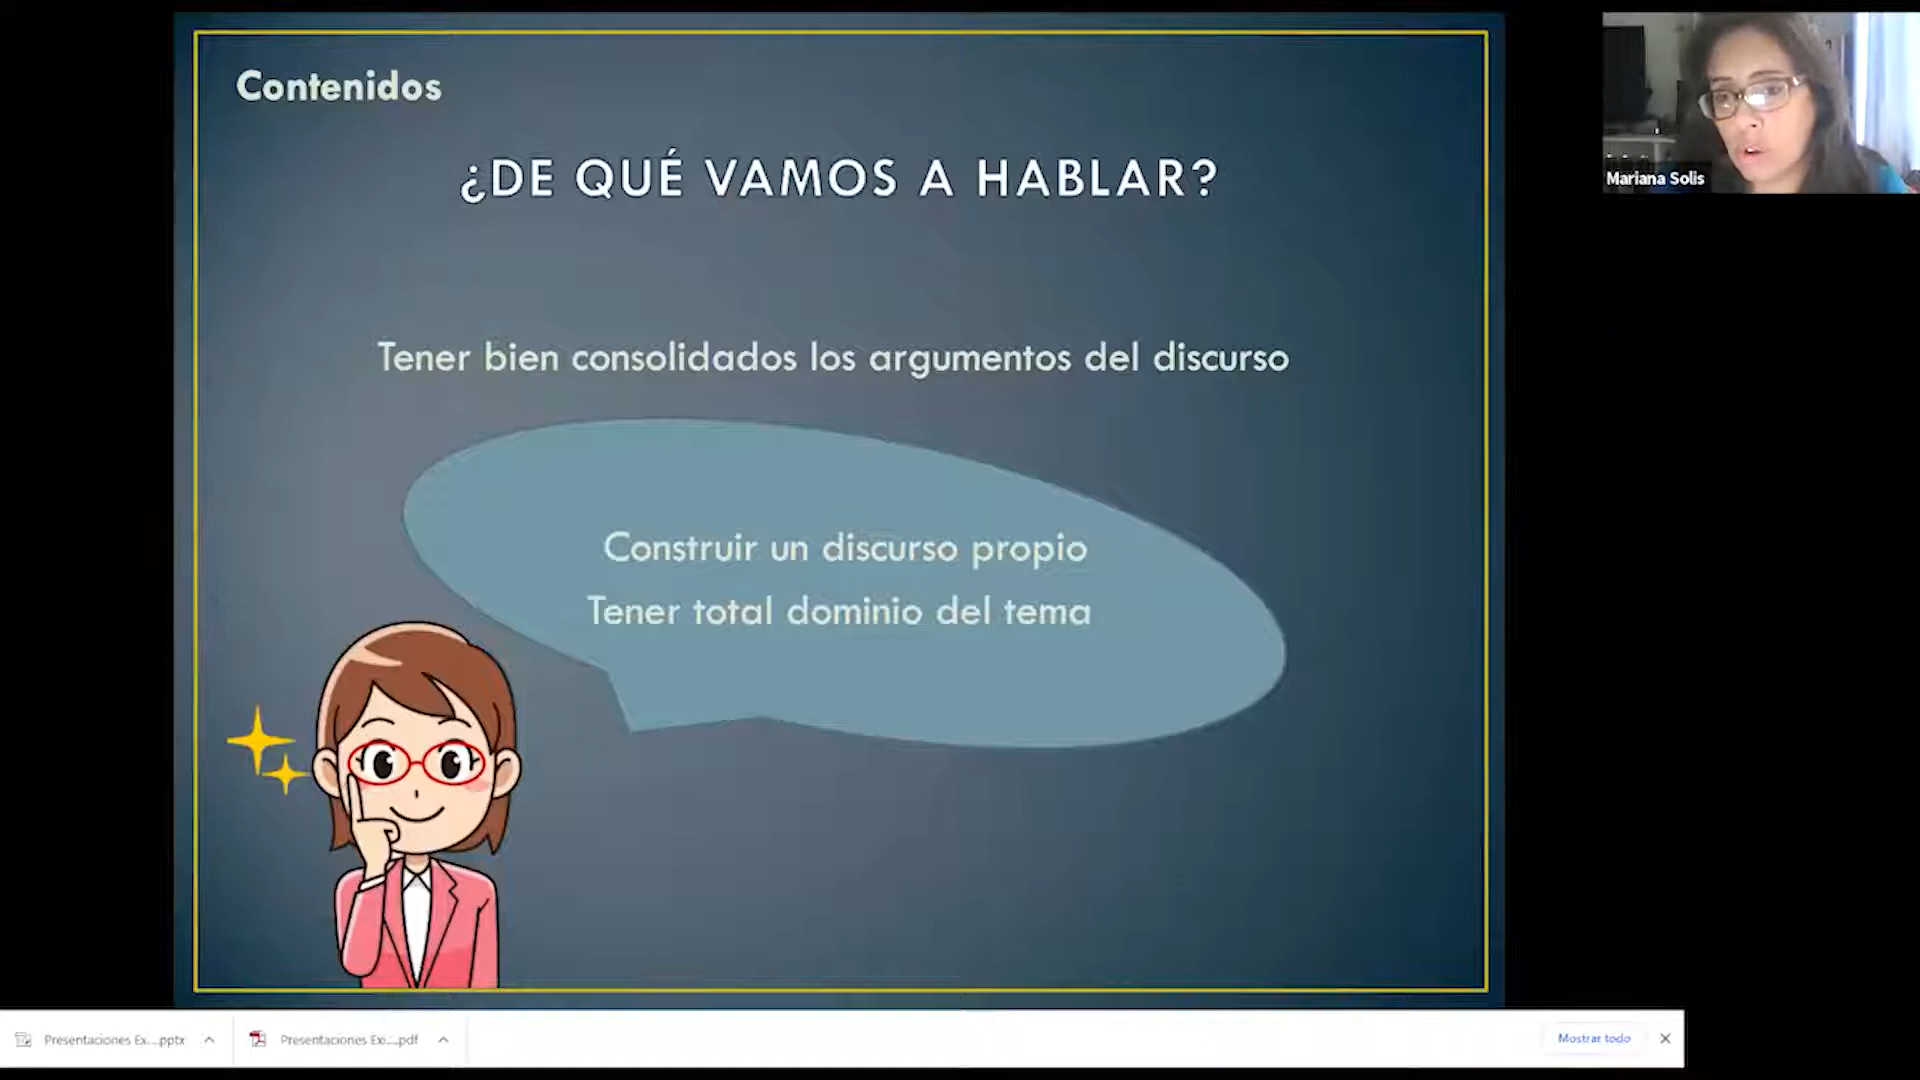 Contenidos
¿DE QUÉ VAMOS A HABLAR?
Tener bien consolidados los argumentos del discurso
Construir un discurso propio
Tener total dominio del tema
Mariana Solis
Presentaciones Ex....pptx
Presentaciones Ex....pdf
Mostrar todo